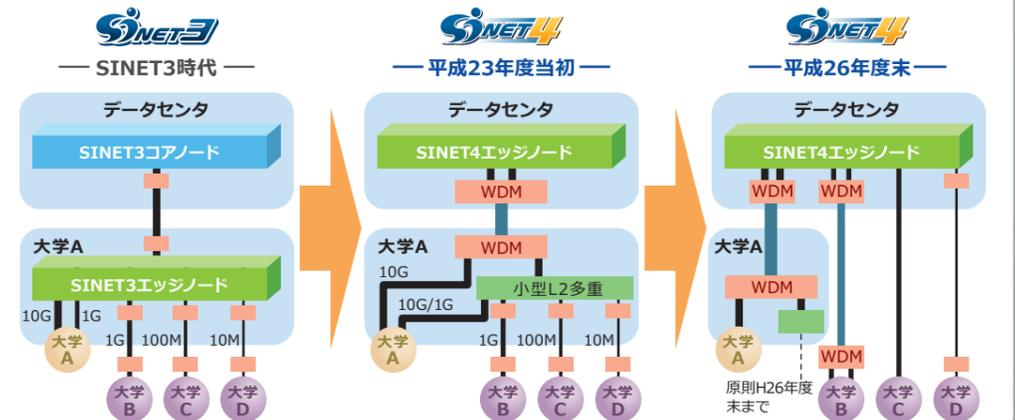 SINET3
SINET3時代
データセンタ
SINET3コアノード
大学A
SINET3エッジノード
10G
1G
1G
100M
10M
大学
A
大学
B
大学
C
大学
D
SINET4
平成23年度当初
データセンタ
SINET4エッジノード
WDM
大学A
WDM
10G
小型L2多重
10G/1G
1G
100M
10M
大学
A
大学
B
大学
C
大学
D
SINET4
平成26年度末
データセンタ
SINET4エッジノード
WDM
WDM
大学A
WDM
大学
A
WDM
原則H26年度
末まで
大学
B
大学
C
大学
D